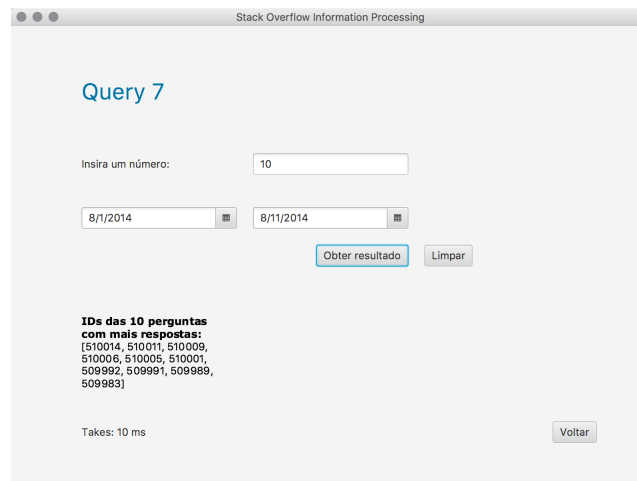 Stack Overflow Information Processing
Query 7
Insira um número:
10
8/1/2014
8/11/2014
Obter resultado
Limpar
IDs das 10 perguntas
com mais respostas:
[510014, 510011, 510009,
510006, 510005, 510001,
509992, 509991, 509989,
509983]
Takes: 10 ms
Voltar